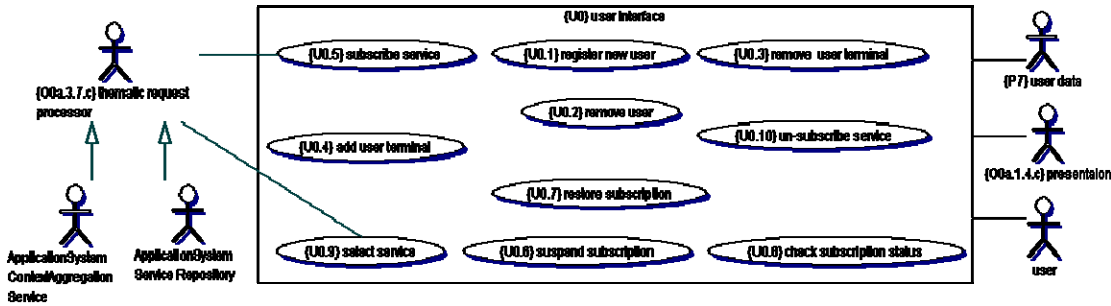 {U0} user interface
{U0.5} subscribe service
{U0.1} register new user
{U0.3} remove user terminal
{O0a.3.7.c} thematic request
processor
{P7} user data
{U0.2} remove user
{U0.4} add user terminal
{U0.10} un-subscribe service
{O0a.1.4.c} presentaion
{U0.7} restore subscription
{U0.9} select service
{U0.6} suspend subscription
{U0.8} check subscription status
ApplicationSystem
ContextAggregation
Service
ApplicationSystem
Service Repository
user